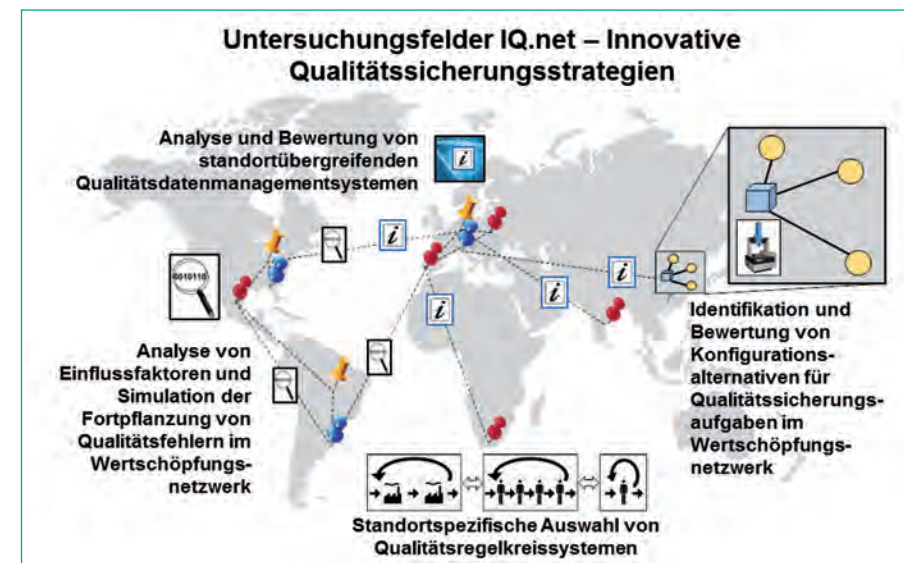 Untersuchungsfelder IQ.net – Innovative
Qualitätssicherungsstrategien
Analyse und Bewertung von
standortübergreifenden
Qualitätsdatenmanagementsystemen
i
i
i
i
i
0010110
Analyse von
Einflussfaktoren und
Simulation der
Fortpflanzung von
Qualitätsfehlern im
Wertschöpfungs-
netzwerk
Identifikation und
Bewertung von
Konfigurations-
alternativen für
Qualitätssicherungs-
aufgaben im
Wertschöpfungs-
netzwerk
Standortspezifische Auswahl von
Qualitätsregelkreissystemen